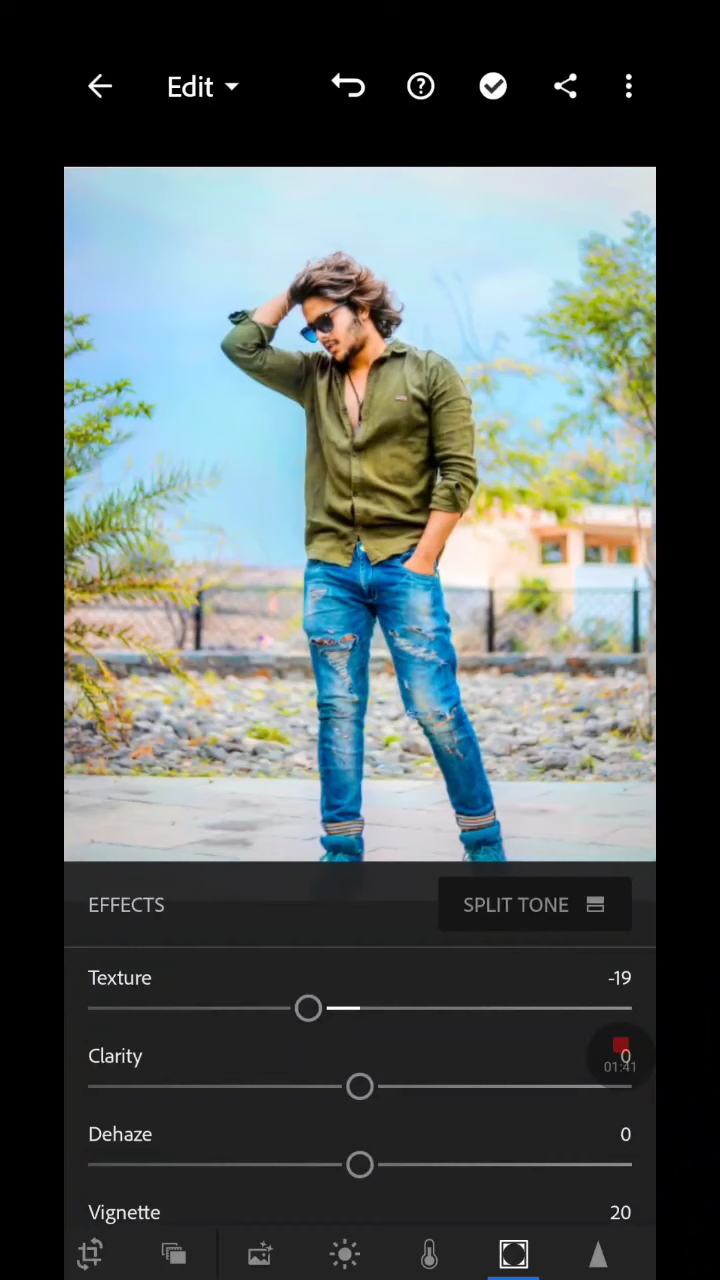 Edit
EFFECTS
SPLIT TONE
Texture
-19
Clarity
0
01:41
Dehaze
0
Vignette
20